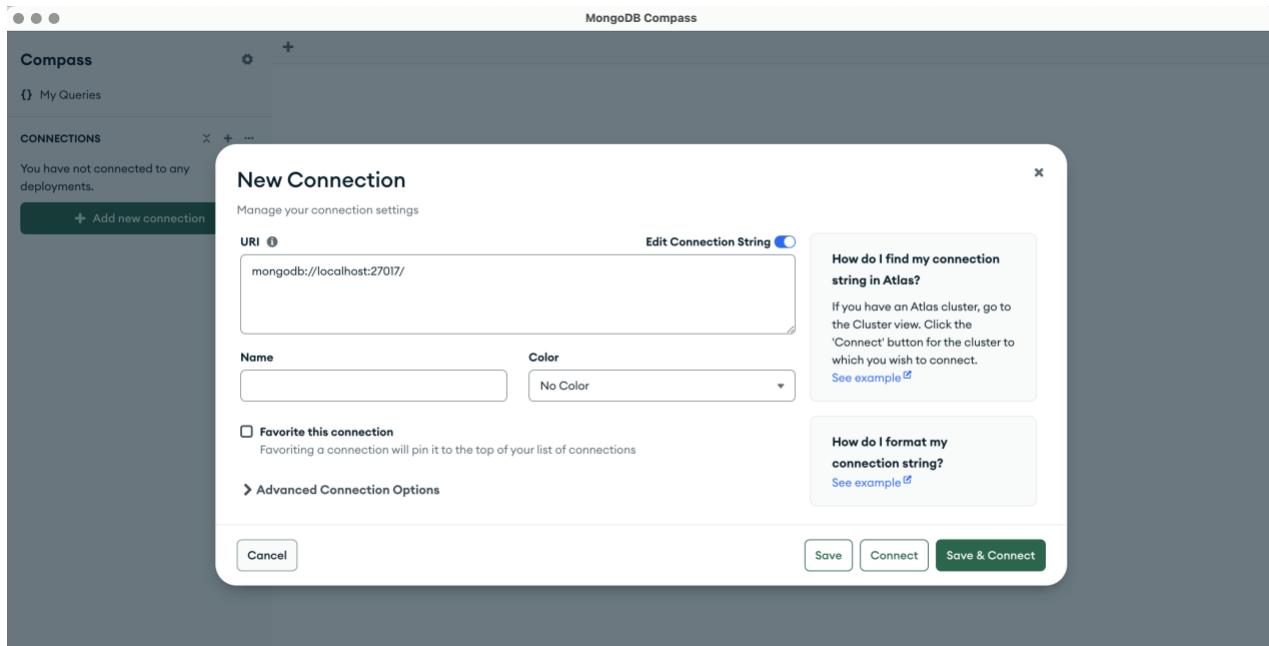 MongoDB Compass
Compass
{} My Queries
CONNECTIONS
You have not connected to any
deployments.
Add new connection
New Connection
Manage your connection settings
URI
Edit Connection String
mongodb://localhost:27017/
Name
Color
No Color
Favorite this connection
Favoriting a connection will pin it to the top of your list of connections
Advanced Connection Options
How do I find my connection
string in Atlas?
If you have an Atlas cluster, go to
the Cluster view. Click the
'Connect' button for the cluster to
which you wish to connect.
See example
How do I format my
connection string?
See example
Cancel
Save
Connect
Save & Connect